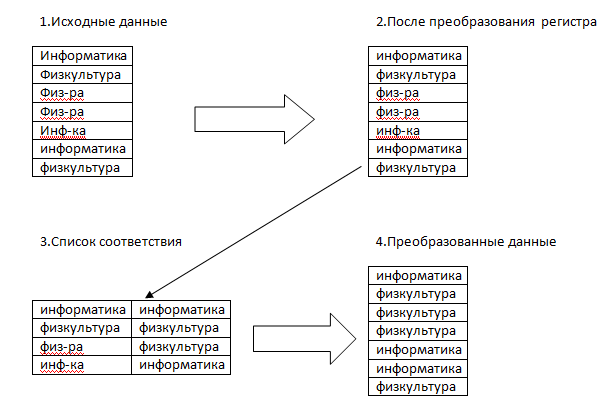 1.Исходные данные
Информатика
Физкультура
Физ-ра
Физ-ра
Инф-ка
информатика
физкультура
2.После преобразования регистра
информатика
физкультура
физ-ра
физ-ра
инф-ка
информатика
физкультура
3.Список соответствия
информатика информатика
физкультура физкультура
физ-ра физкультура
инф-ка информатика
4.Преобразованные данные
информатика
физкультура
физкультура
физкультура
информатика
информатика
физкультура